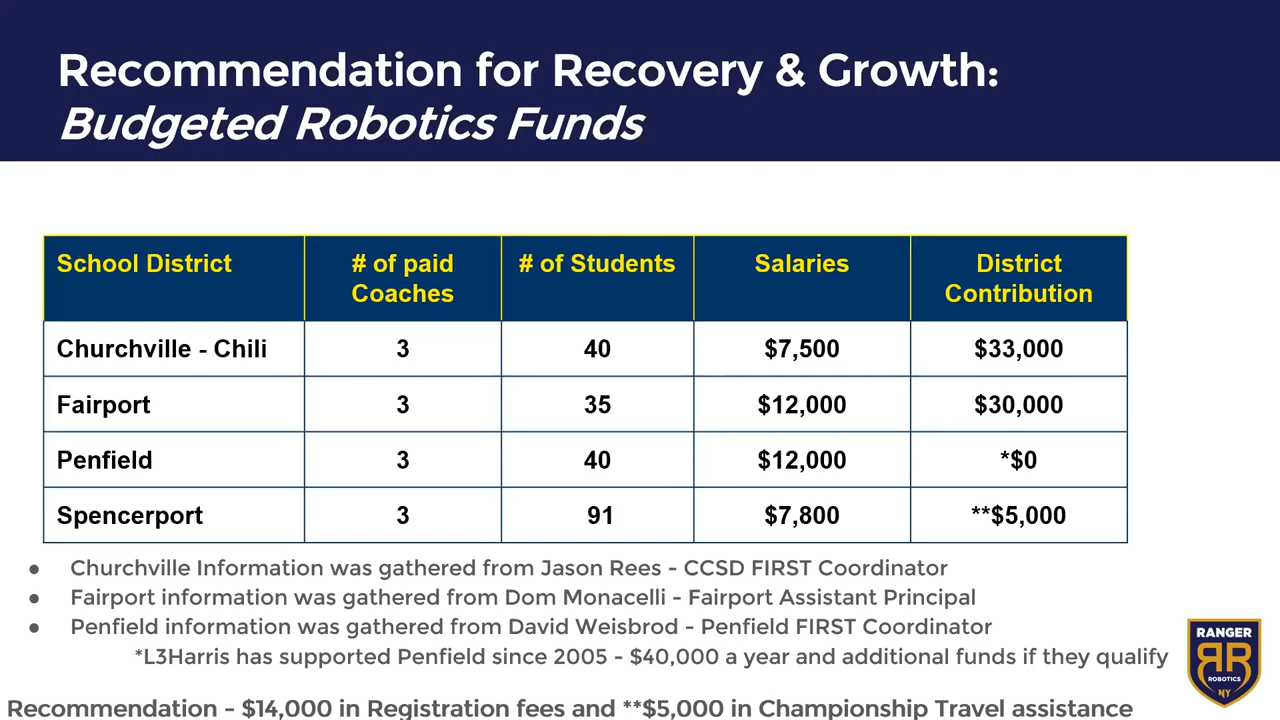 Recommendation for Recovery & Growth:
Budgeted Robotics Funds
School District # of paid Coaches # of Students Salaries District Contribution
Churchville - Chili 3 40 $7,500 $33,000
Fairport 3 35 $12,000 $30,000
Penfield 3 40 $12,000 *$0
Spencerport 3 91 $7,800 **$5,000
● Churchville Information was gathered from Jason Rees - CCSD FIRST Coordinator
● Fairport information was gathered from Dom Monacelli - Fairport Assistant Principal
● Penfield information was gathered from David Weisbrod - Penfield FIRST Coordinator
*L3Harris has supported Penfield since 2005 - $40,000 a year and additional funds if they qualify
RANGER
RR
ROBOTICS
NY
Recommendation - $14,000 in Registration fees and **$5,000 in Championship Travel assistance